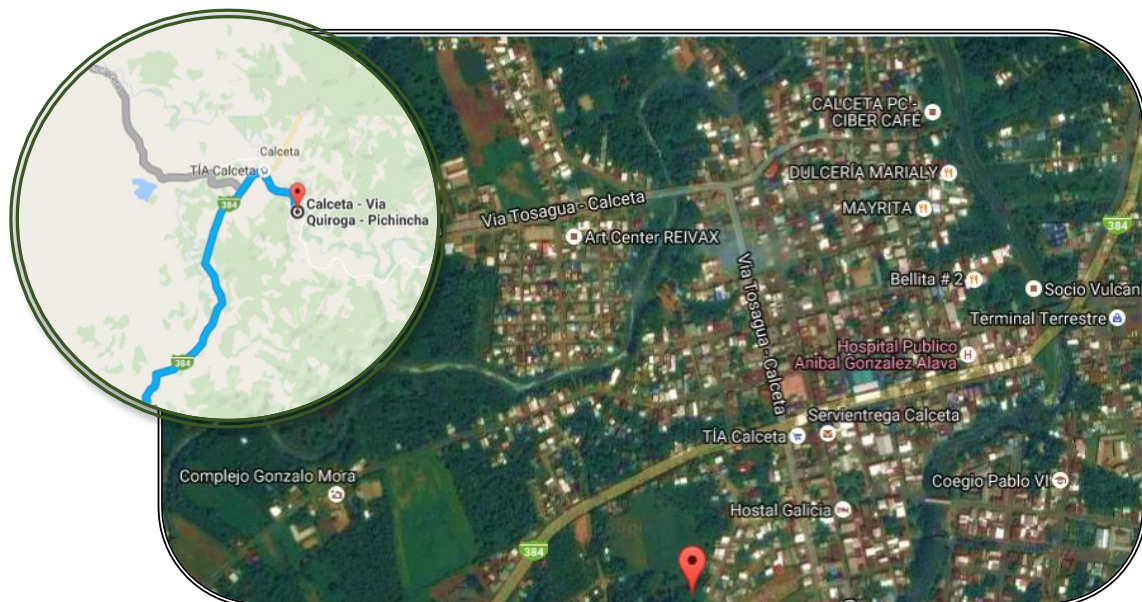 Calceta
TÍA Calceta
384
Calceta - Via
Quiroga - Pichincha
384
CALCETA PC -
CIBER CAFÉ
DULCERÍA MARIALY
MAYRITA
Via Tosagua - Calceta
Art Center REIVAX
384
Via Tosagua - Calceta
Bellita # 2
Socio Vulcani
Terminal Terrestre
Hospital Publico
Anibal Gonzalez Alava
H
Servientrega Calceta
TÍA Calceta
Complejo Gonzalo Mora
Coegio Pablo VI
Hostal Galicia
384